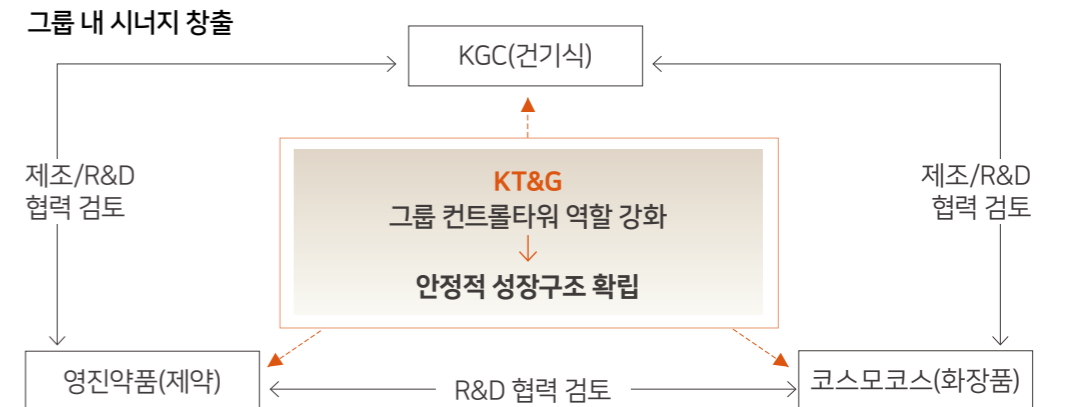 그룹 내 시너지 창출
KGC(건기식)
제조/R&D
협력 검토
제조/R&D
협력 검토
KT&G
그룹 컨트롤타워 역할 강화
안정적 성장구조 확립
영진약품(제약)
R&D 협력 검토
코스모코스(화장품)